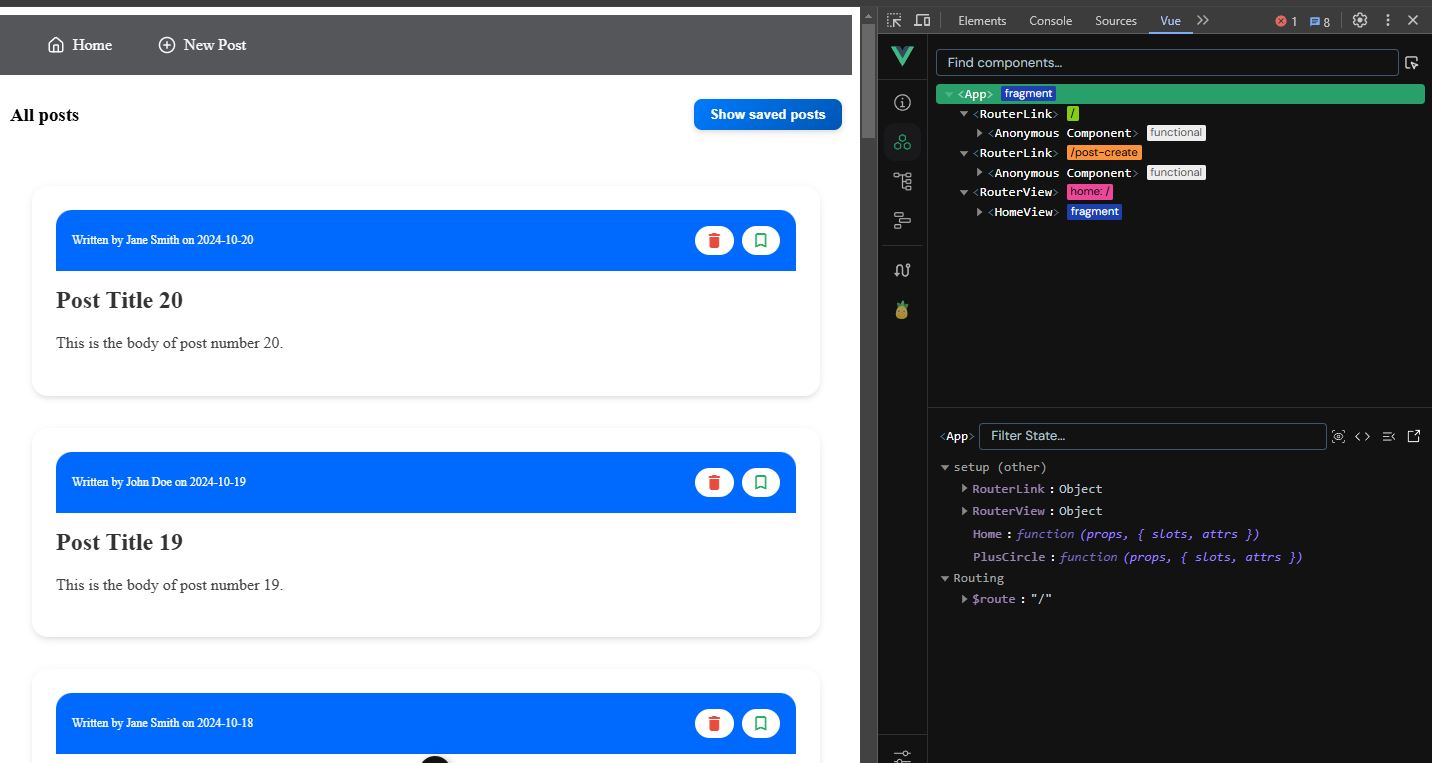 Home New Post
All posts Show saved posts
Written by Jane Smith on 2024-10-20
Post Title 20
This is the body of post number 20.
Written by John Doe on 2024-10-19
Post Title 19
This is the body of post number 19.
Written by Jane Smith on 2024-10-18
Elements Console Sources Vue 1 8
Find components...
<App> fragment
<RouterLink> /
<Anonymous Component> functional
<RouterLink> /post-create
<Anonymous Component> functional
<RouterView> home: /
<HomeView> fragment
<App> Filter State...
setup (other)
RouterLink : Object
RouterView : Object
Home : function (props, { slots, attrs })
PlusCircle : function (props, { slots, attrs })
Routing
$route : "/"